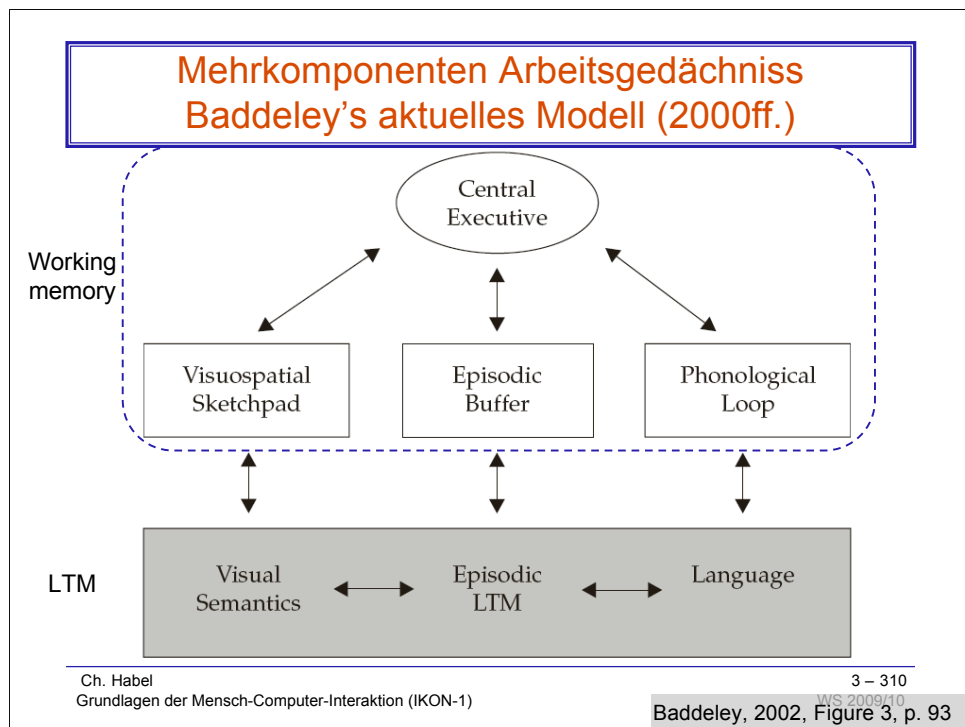 Mehrkomponenten Arbeitsgedächniss
Baddeley’s aktuelles Modell (2000ff.)
Central
Executive
Working
memory
Visuospatial
Sketchpad
Episodic
Buffer
Phonological
Loop
LTM
Visual
Semantics
Episodic
LTM
Language
Ch. Habel
3 – 310
Grundlagen der Mensch-Computer-Interaktion (IKON-1)
WS 2009/10
Baddeley, 2002, Figure 3, p. 93